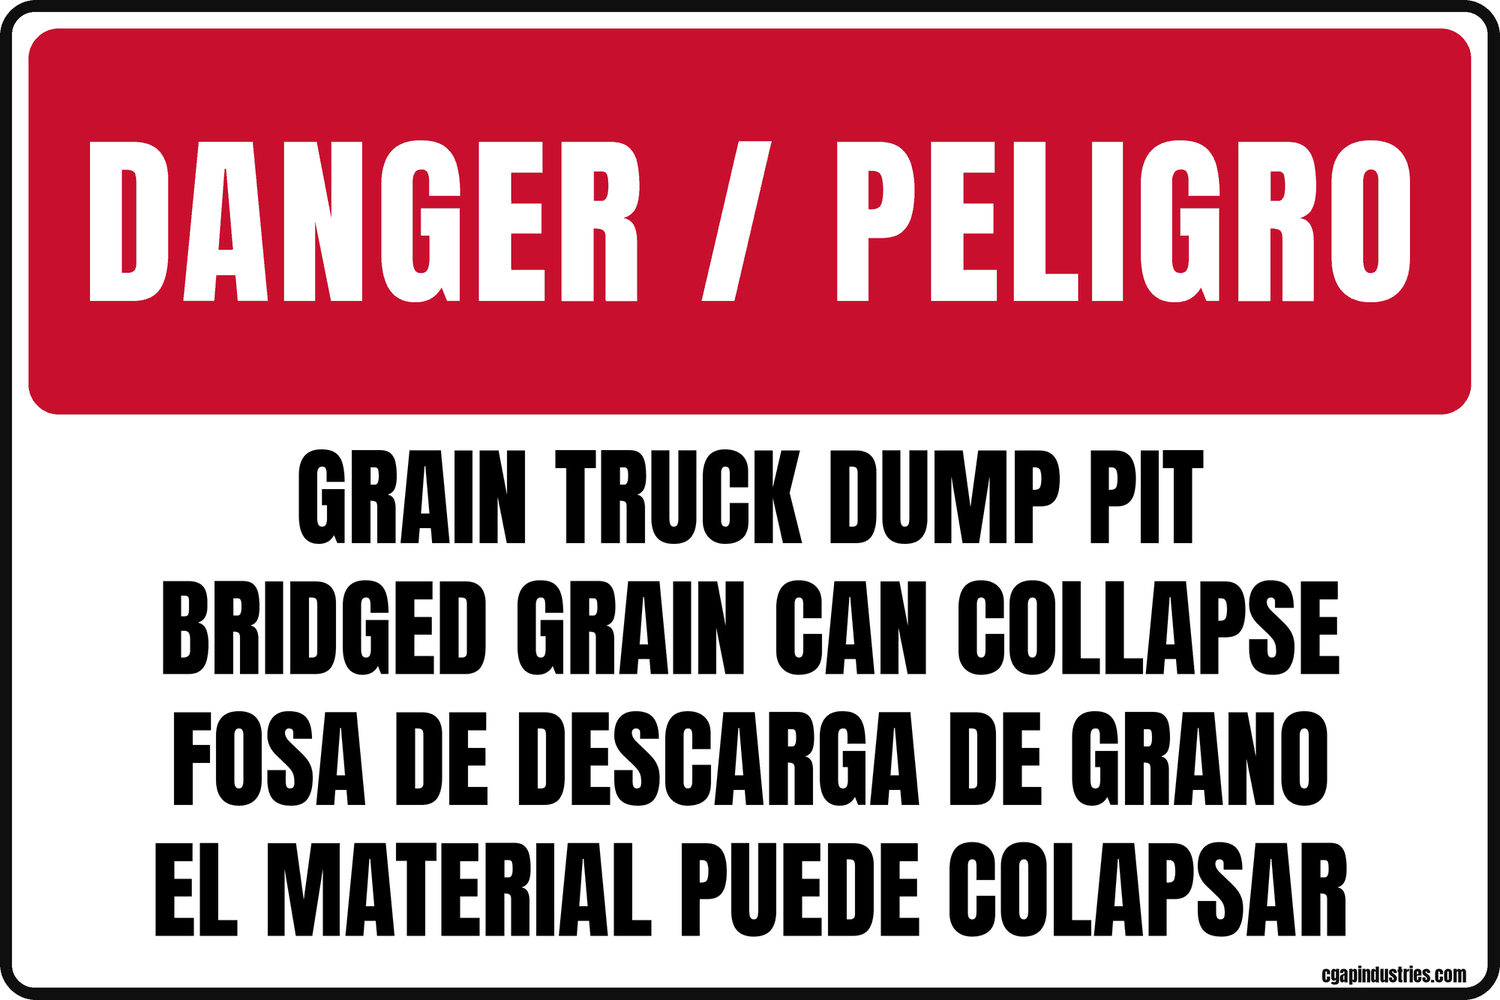 DANGER / PELIGRO
GRAIN TRUCK DUMP PIT
BRIDGED GRAIN CAN COLLAPSE
FOSA DE DESCARGA DE GRANO
EL MATERIAL PUEDE COLAPSAR
cgapindustries.com